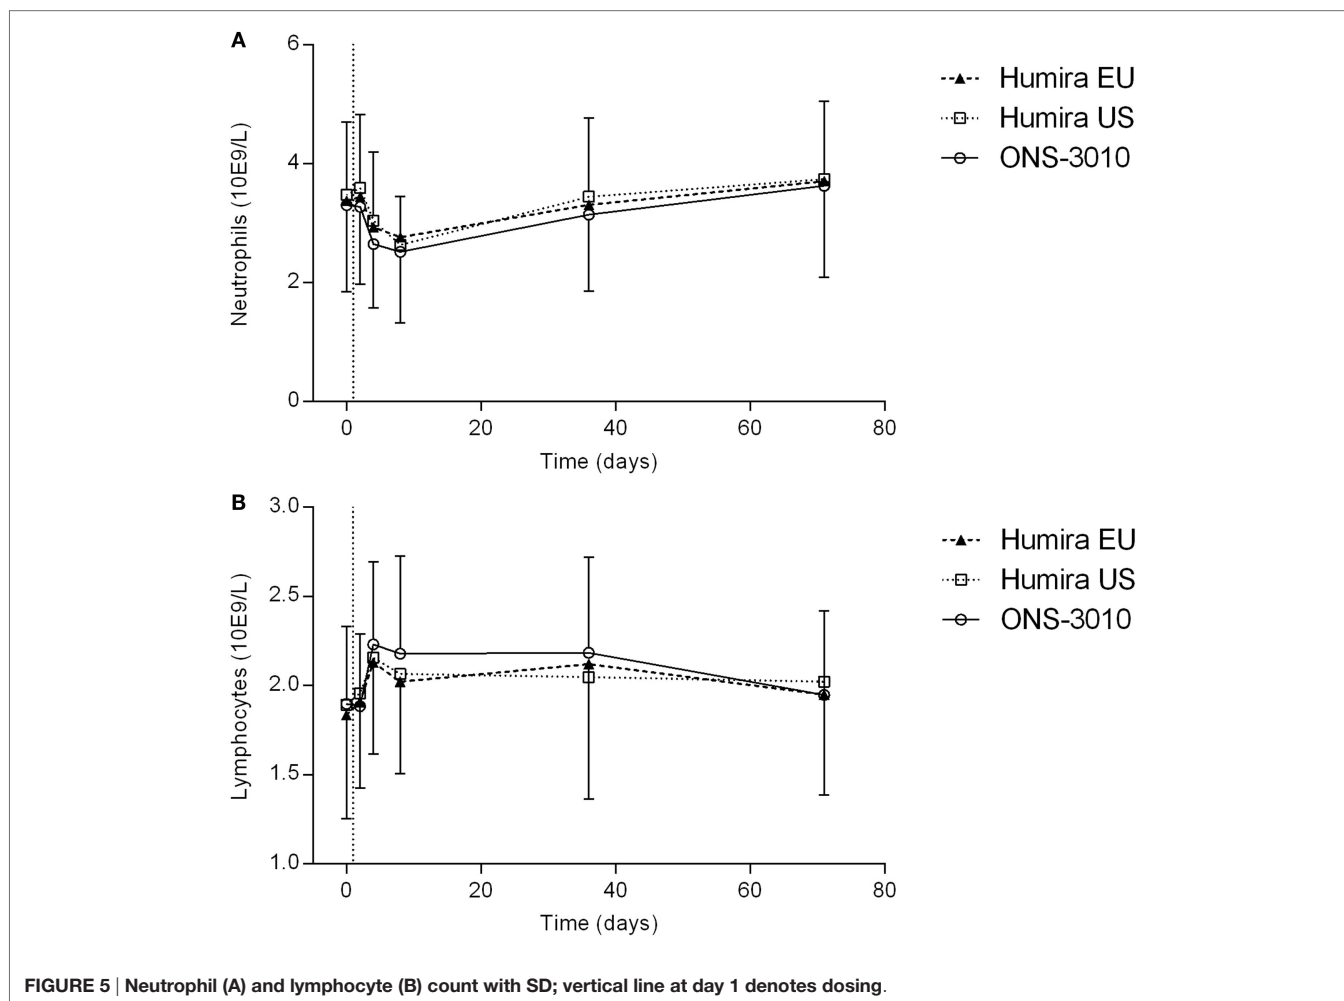 A
6
4
2
0
Neutrophils (10E9/L)
0 20 40 60 80
Time (days)
Humira EU
Humira US
ONS-3010
B
3.0
2.5
2.0
1.5
1.0
Lymphocytes (10E9/L)
0 20 40 60 80
Time (days)
Humira EU
Humira US
ONS-3010
FIGURE 5 | Neutrophil (A) and lymphocyte (B) count with SD; vertical line at day 1 denotes dosing.